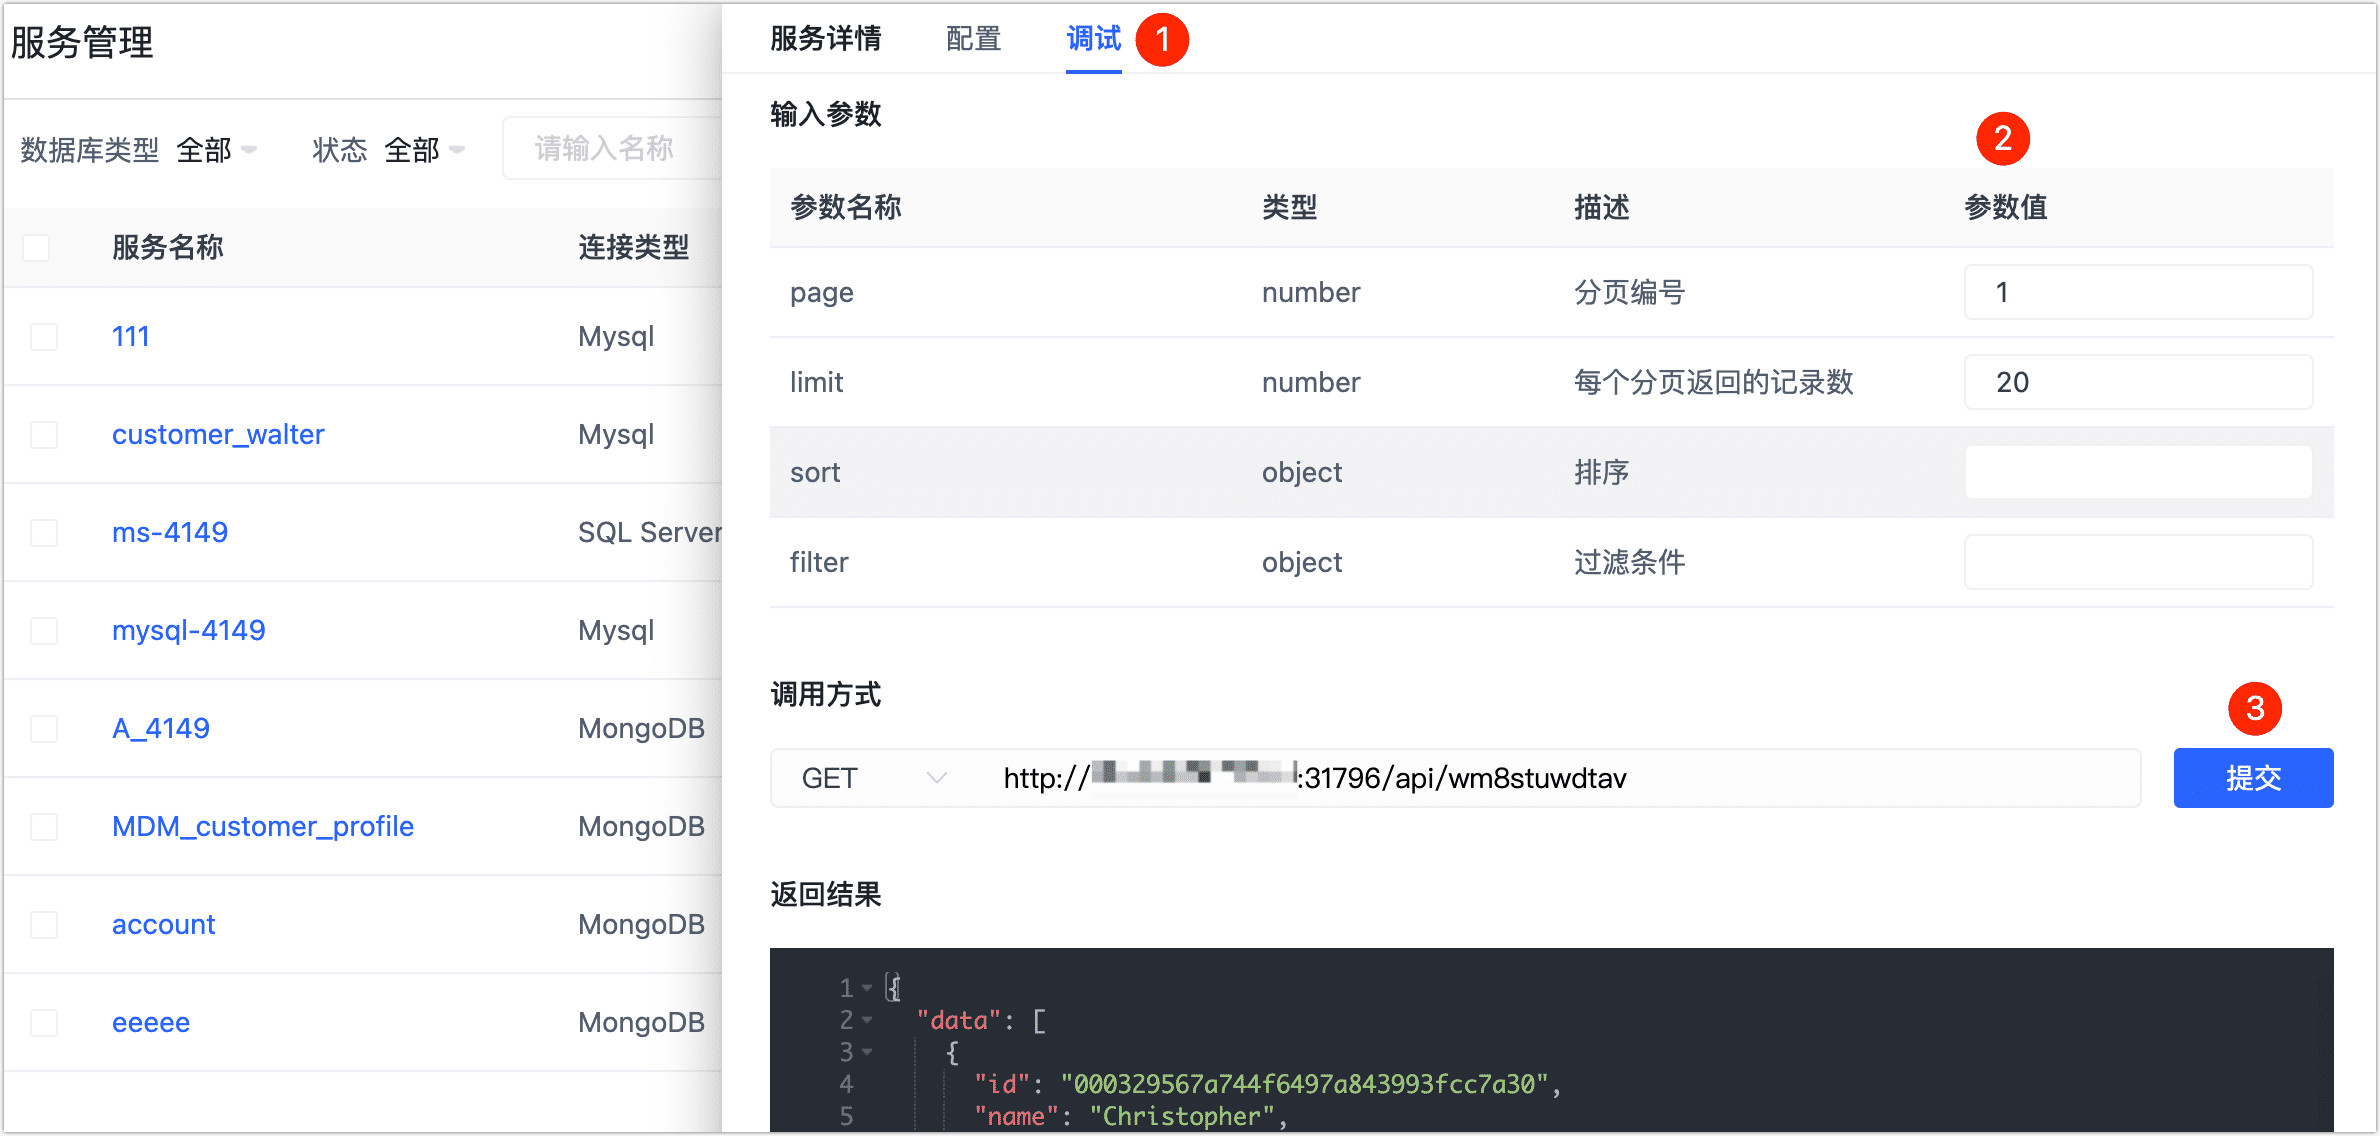 服务管理
数据库类型 全部 状态 全部 请输入名称
服务名称 连接类型
111 Mysql
customer_walter Mysql
ms-4149 SQL Server
mysql-4149 Mysql
A_4149 MongoDB
MDM_customer_profile MongoDB
account MongoDB
eeeee MongoDB
服务详情 配置 调试 1
输入参数
2
参数名称 类型 描述 参数值
page number 分页编号 1
limit number 每个分页返回的记录数 20
sort object 排序
filter object 过滤条件
调用方式
3
GET http:// :31796/api/wm8stuwdtav 提交
返回结果
1 {
2 "data": [
3 {
4 "id": "000329567a744f6497a843993fcc7a30",
5 "name": "Christopher",